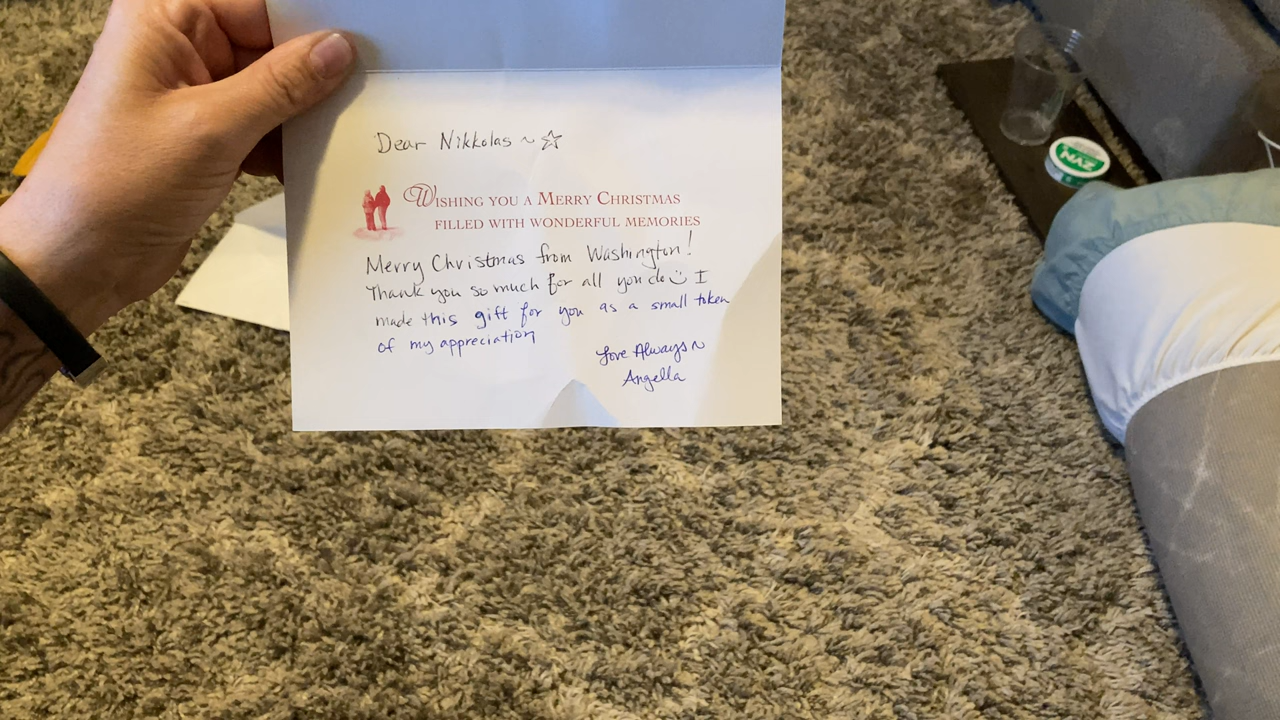 Dear Nikkolas ~ ☆
WISHING YOU A MERRY CHRISTMAS
FILLED WITH WONDERFUL MEMORIES
Merry Christmas from Washington!
Thank you so much for all you do☺ I
made this gift for you as a small token
of my appreciation
Love Always ~
Angella
ZYN